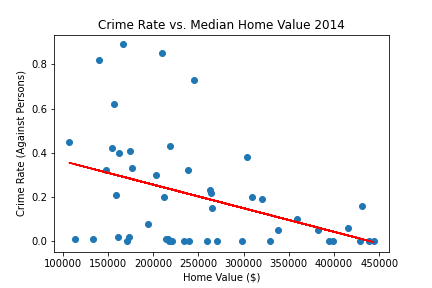 Crime Rate vs. Median Home Value 2014
Crime Rate (Against Persons)
0.8
0.6
0.4
0.2
0.0
100000 150000 200000 250000 300000 350000 400000 450000
Home Value ($)